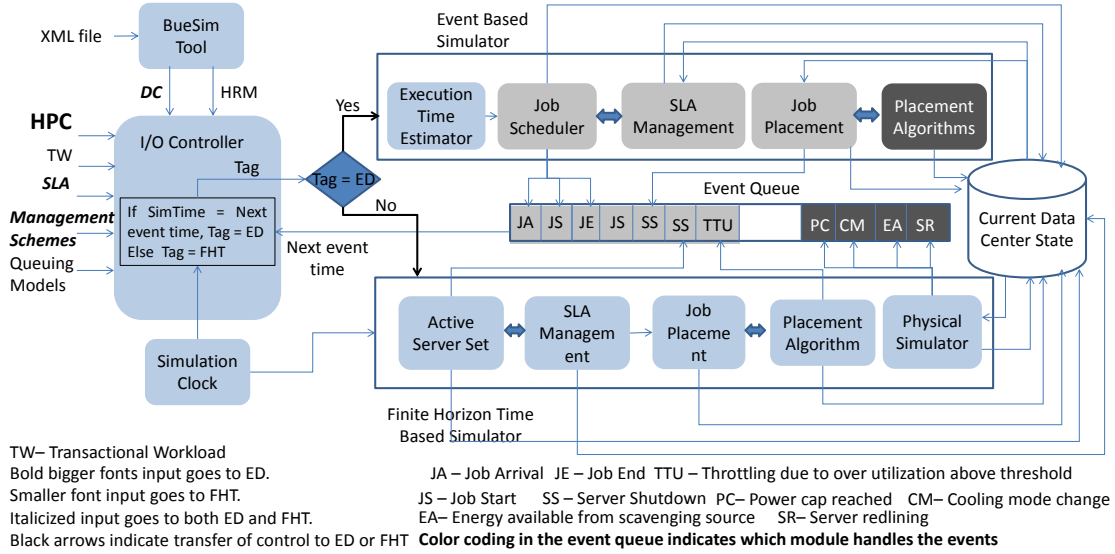 XML file
BueSim
Tool
DC
HRM
HPC
TW
SLA
Management
Schemes
Queuing
Models
I/O Controller
Tag
If SimTime = Next
event time, Tag = ED
Else Tag = FHT
Simulation
Clock
Yes
Tag = ED
No
Next event
time
Event Based
Simulator
Execution
Time
Estimator
Job
Scheduler
SLA
Management
Job
Placement
Placement
Algorithms
Event Queue
JA JS JE JS SS SS TTU PC CM EA SR
Current Data
Center State
Active
Server Set
SLA
Managem
ent
Job
Placeme
nt
Placement
Algorithm
Physical
Simulator
Finite Horizon Time
Based Simulator
TW– Transactional Workload
Bold bigger fonts input goes to ED.
Smaller font input goes to FHT.
Italicized input goes to both ED and FHT.
Black arrows indicate transfer of control to ED or FHT
JA – Job Arrival JE – Job End TTU – Throttling due to over utilization above threshold
JS – Job Start SS – Server Shutdown PC– Power cap reached CM– Cooling mode change
EA– Energy available from scavenging source SR– Server redlining
Color coding in the event queue indicates which module handles the events